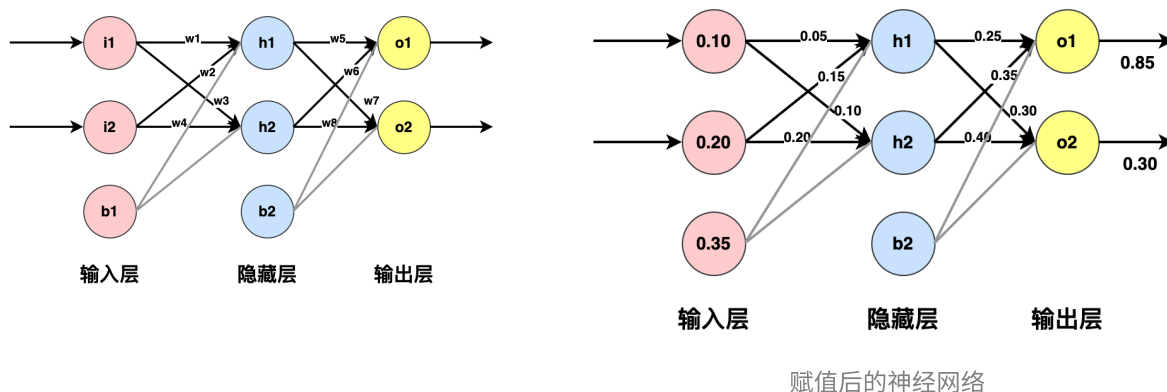 i1
w1
h1
w5
o1
w2
w6
w3
w7
i2
w4
h2
w8
o2
b1
b2
输入层
隐藏层
输出层
0.10
0.05
h1
0.25
o1
0.85
0.15
0.35
0.10
0.30
0.20
0.20
h2
0.40
o2
0.30
0.35
b2
输入层
隐藏层
输出层
赋值后的神经网络